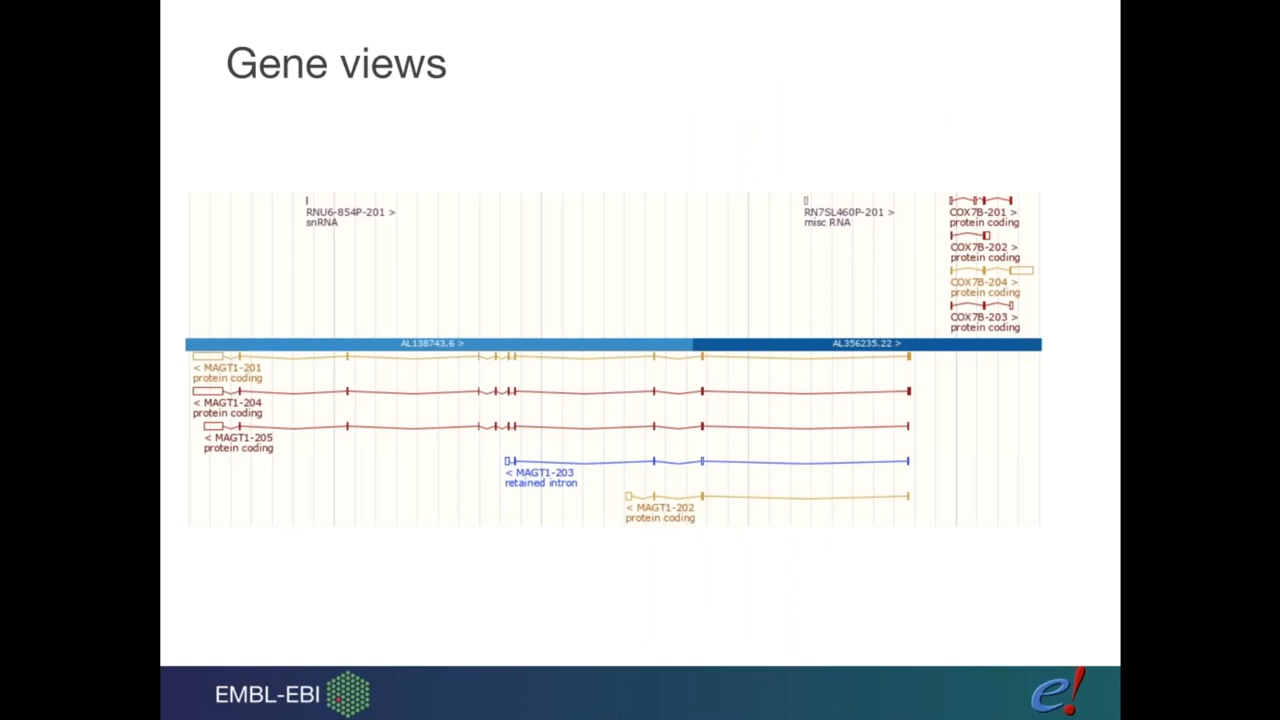 Gene views
RNU6-854P-201 >
snRNA
RN7SL460P-201 >
misc RNA
COX7B-201 >
protein coding
COX7B-202 >
protein coding
COX7B-204 >
protein coding
COX7B-203 >
protein coding
AL138743.6 >
AL356235.22 >
< MAGT1-201
protein coding
< MAGT1-204
protein coding
< MAGT1-205
protein coding
< MAGT1-203
retained intron
< MAGT1-202
protein coding
EMBL-EBI
e!